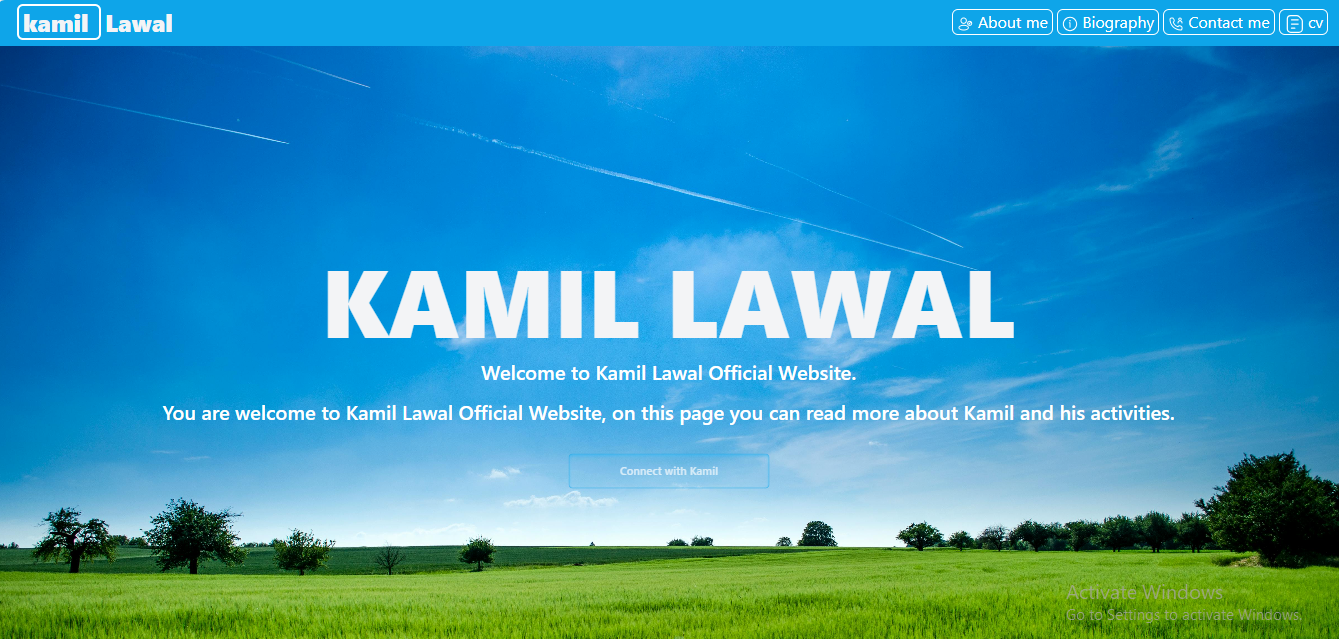 kamil Lawal
About me
Biography
Contact me
cv
KAMIL LAWAL
Welcome to Kamil Lawal Official Website.
You are welcome to Kamil Lawal Official Website, on this page you can read more about Kamil and his activities.
Connect with Kamil
Activate Windows
Go to Settings to activate Windows.